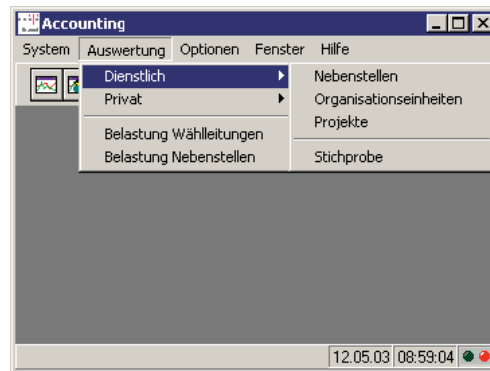 Accounting
System Auswertung Optionen Fenster Hilfe
Dienstlich
Privat
Belastung Wählleitungen
Belastung Nebenstellen
Nebenstellen
Organisationseinheiten
Projekte
Stichprobe
12.05.03 08:59:04